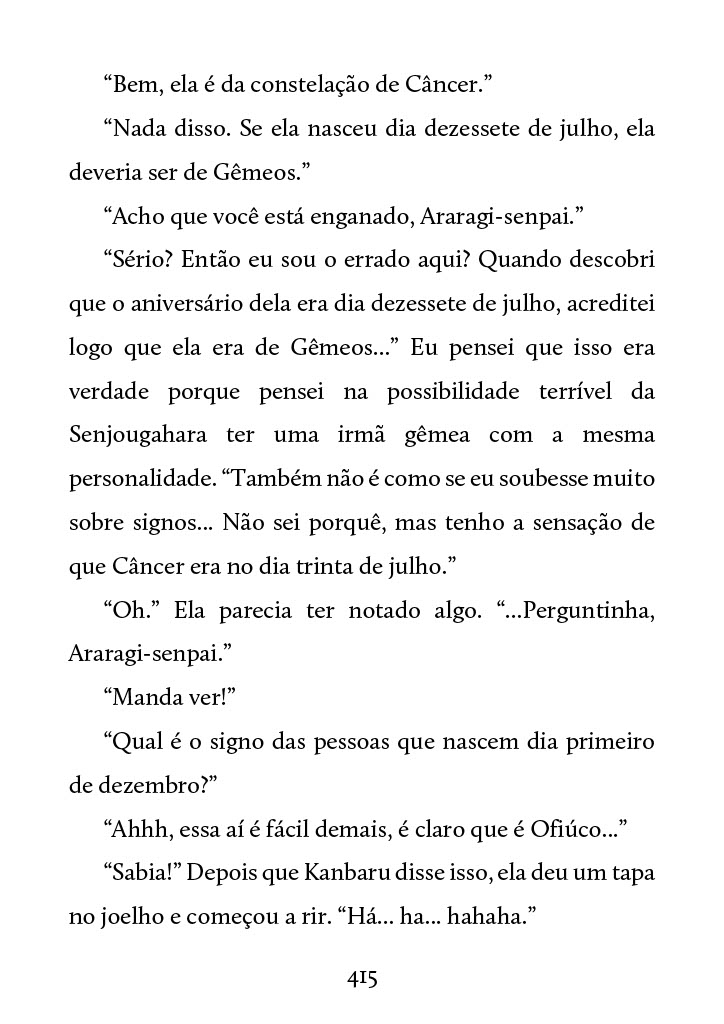 “Bem, ela é da constelação de Câncer.”
“Nada disso. Se ela nasceu dia dezessete de julho, ela
deveria ser de Gêmeos.”
“Acho que você está enganado, Araragi-senpai.”
“Sério? Então eu sou o errado aqui? Quando descobri
que o aniversário dela era dia dezessete de julho, acreditei
logo que ela era de Gêmeos...” Eu pensei que isso era
verdade porque pensei na possibilidade terrível da
Senjougahara ter uma irmã gêmea com a mesma
personalidade. “Também não é como se eu soubesse muito
sobre signos... Não sei porquê, mas tenho a sensação de
que Câncer era no dia trinta de julho.”
“Oh.” Ela parecia ter notado algo. “...Perguntinha,
Araragi-senpai.”
“Manda ver!”
“Qual é o signo das pessoas que nascem dia primeiro
de dezembro?”
“Ahhh, essa aí é fácil demais, é claro que é Ofiúco...”
“Sabia!” Depois que Kanbaru disse isso, ela deu um tapa
no joelho e começou a rir. “Há... ha... hahaha.”
415